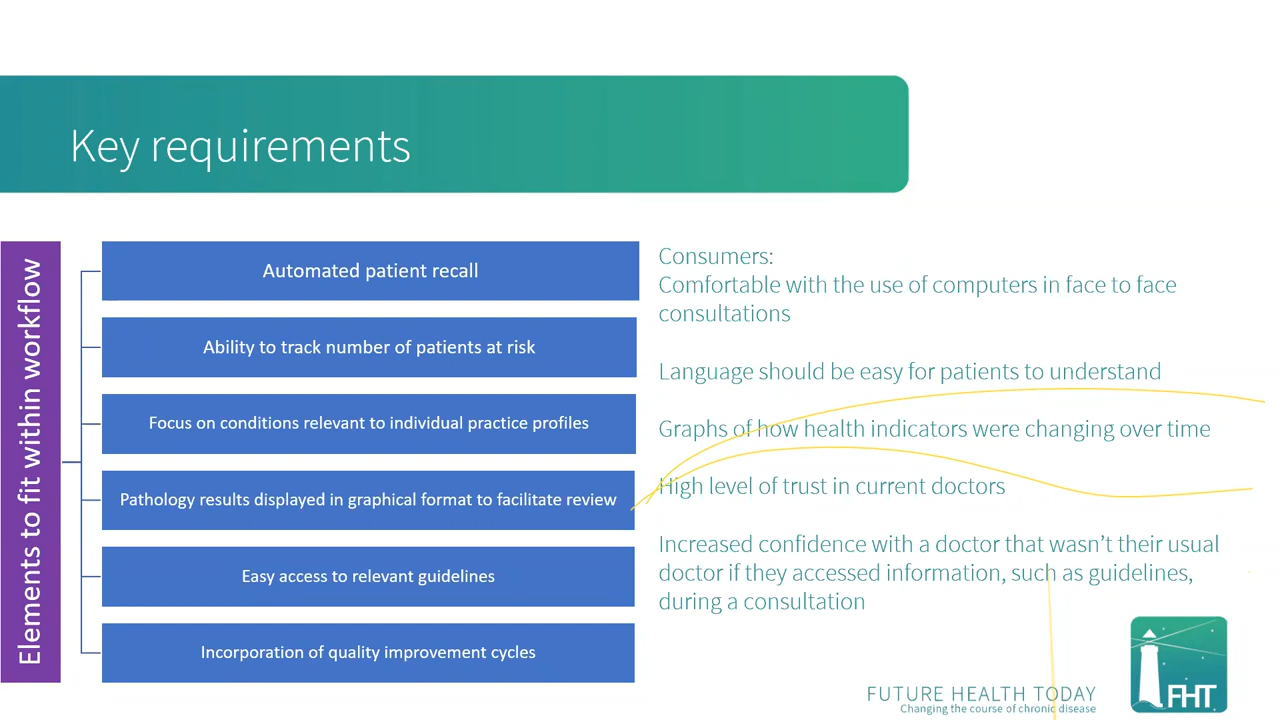 Key requirements
Elements to fit within workflow
Automated patient recall
Ability to track number of patients at risk
Focus on conditions relevant to individual practice profiles
Pathology results displayed in graphical format to facilitate review
Easy access to relevant guidelines
Incorporation of quality improvement cycles
Consumers:
Comfortable with the use of computers in face to face
consultations
Language should be easy for patients to understand
Graphs of how health indicators were changing over time
High level of trust in current doctors
Increased confidence with a doctor that wasn't their usual
doctor if they accessed information, such as guidelines,
during a consultation
FUTURE HEALTH TODAY
Changing the course of chronic disease
FHT